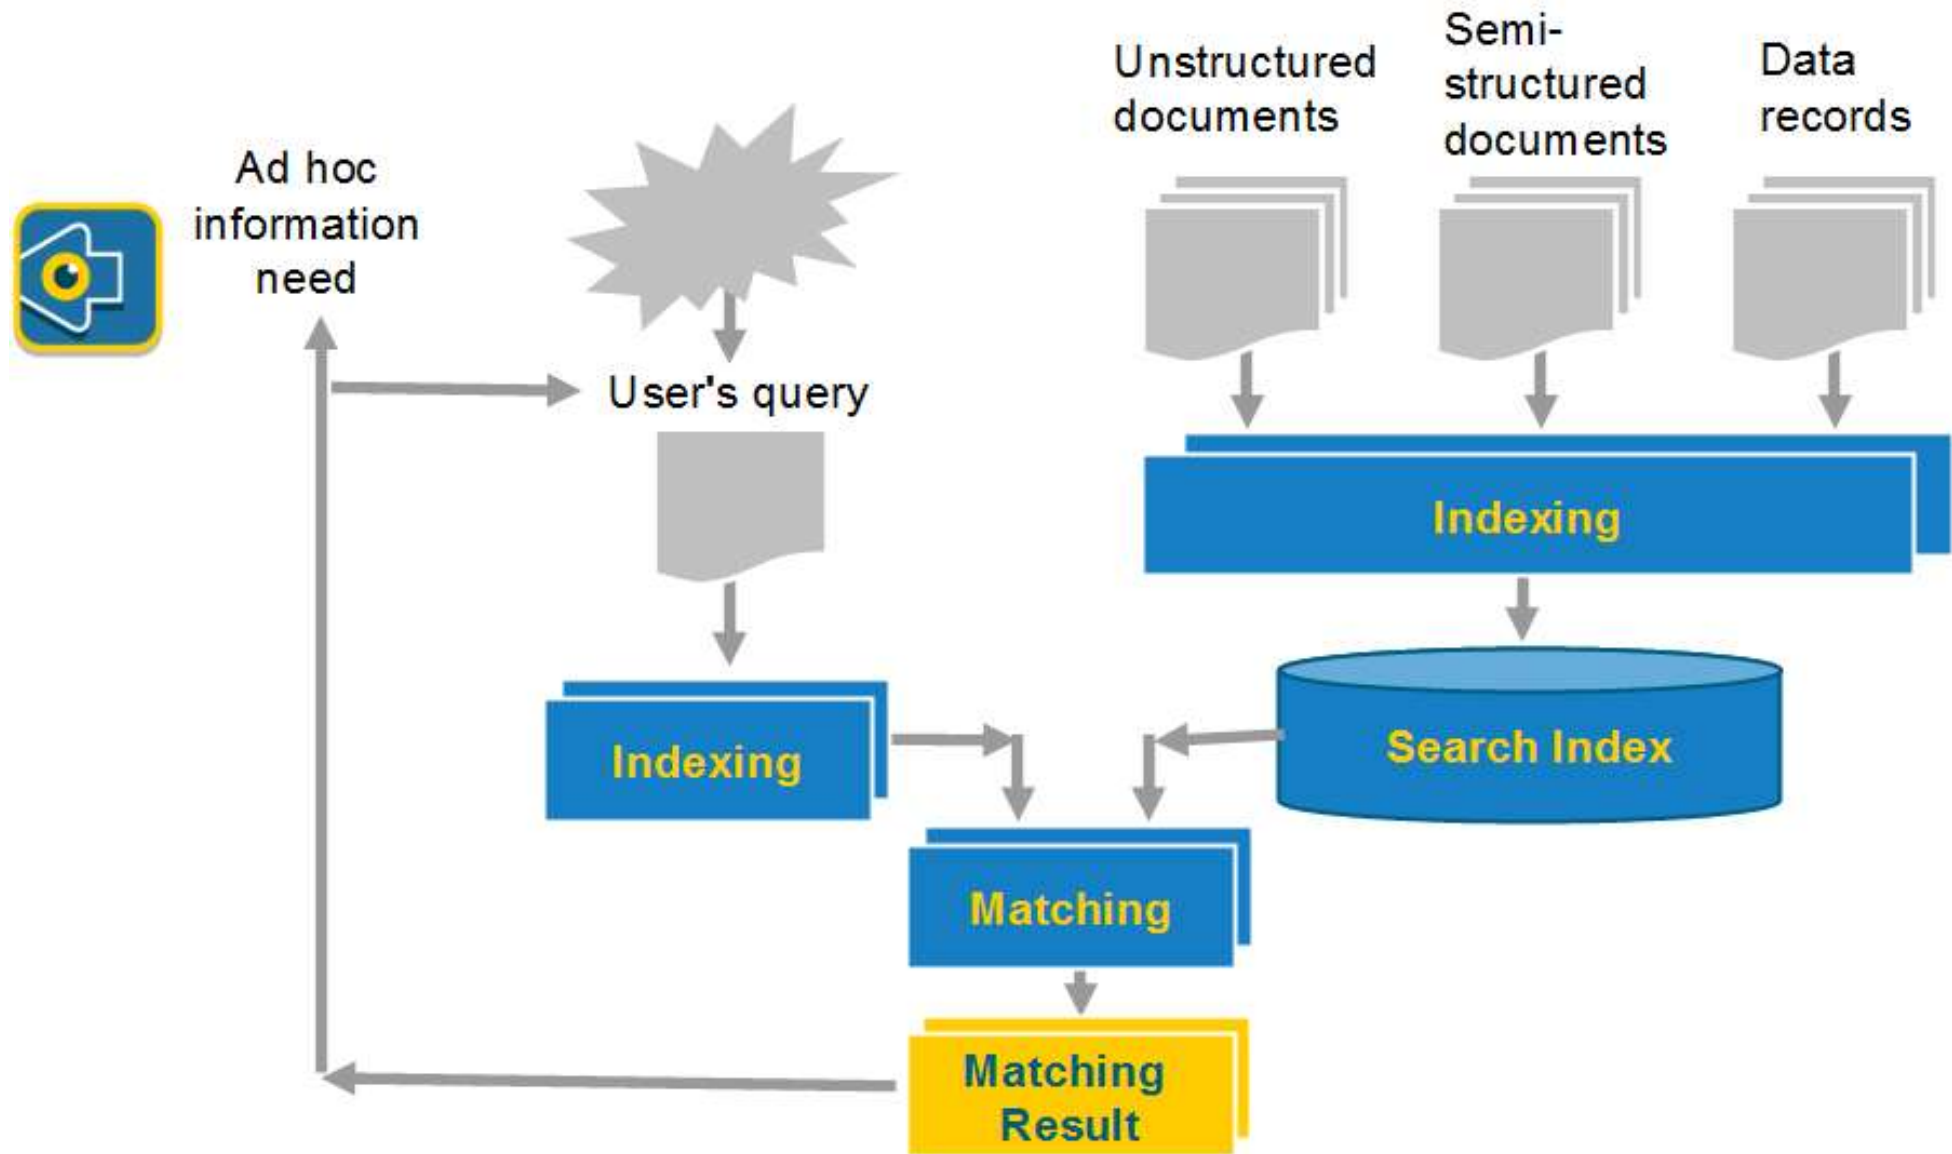 Ad hoc
information
need
User's query
Unstructured
documents
Semi-
structured
documents
Data
records
Indexing
Search Index
Indexing
Matching
Matching
Result